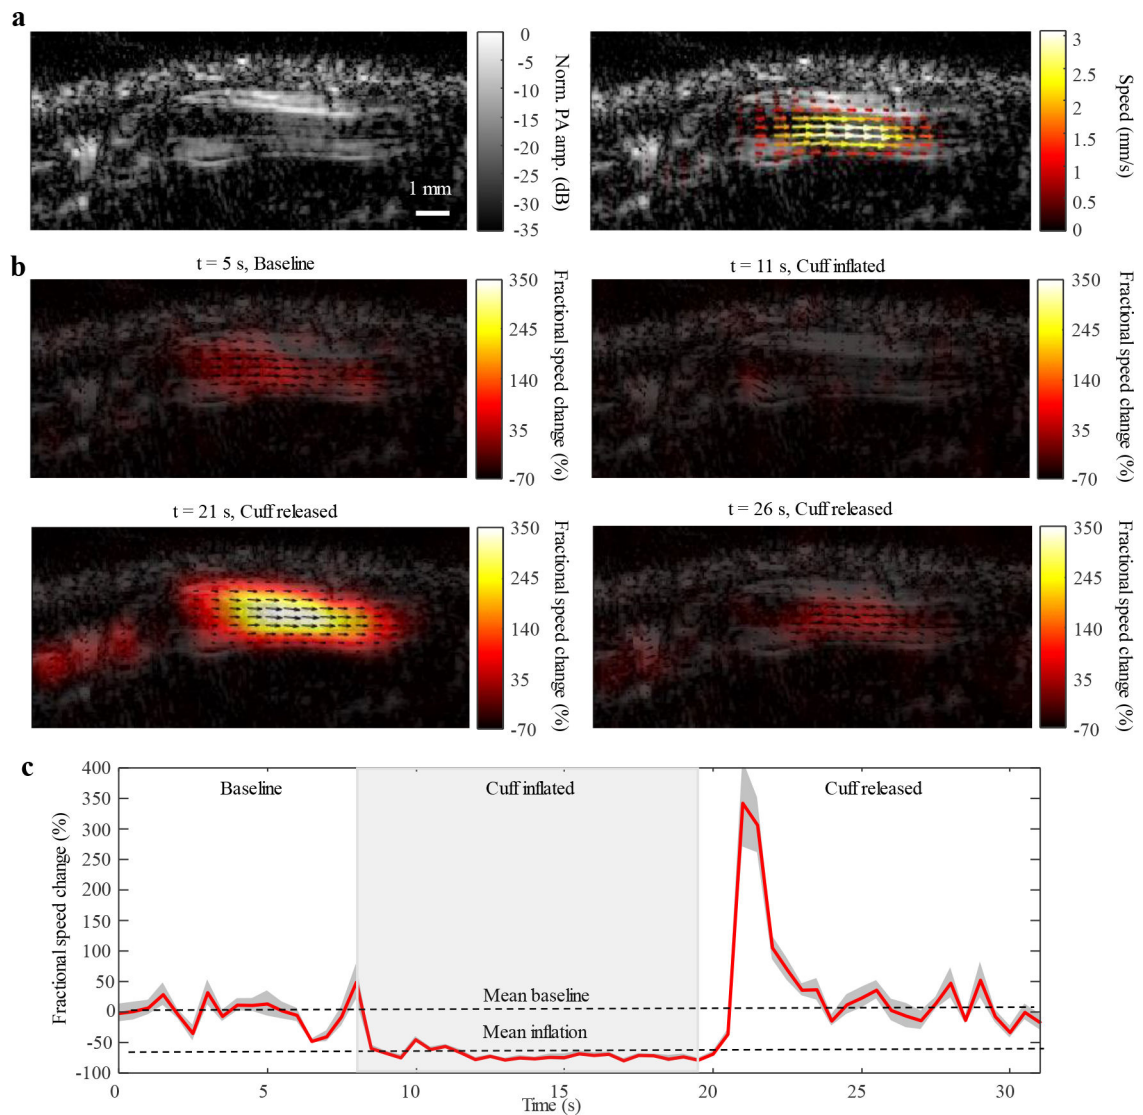 a
0
-5
-10
-15
-20
-25
-30
-35
Norm. PA amp. (dB)
1 mm
3
2.5
2
1.5
1
0.5
0
Speed (mm/s)
b
t = 5 s, Baseline
350
245
140
35
-70
Fractional speed change (%)
t = 11 s, Cuff inflated
350
245
140
35
-70
Fractional speed change (%)
t = 21 s, Cuff released
350
245
140
35
-70
Fractional speed change (%)
t = 26 s, Cuff released
350
245
140
35
-70
Fractional speed change (%)
c
Fractional speed change (%)
400
350
300
250
200
150
100
50
0
-50
-100
Baseline
Cuff inflated
Cuff released
Mean baseline
Mean inflation
0 5 10 15 20 25 30
Time (s)